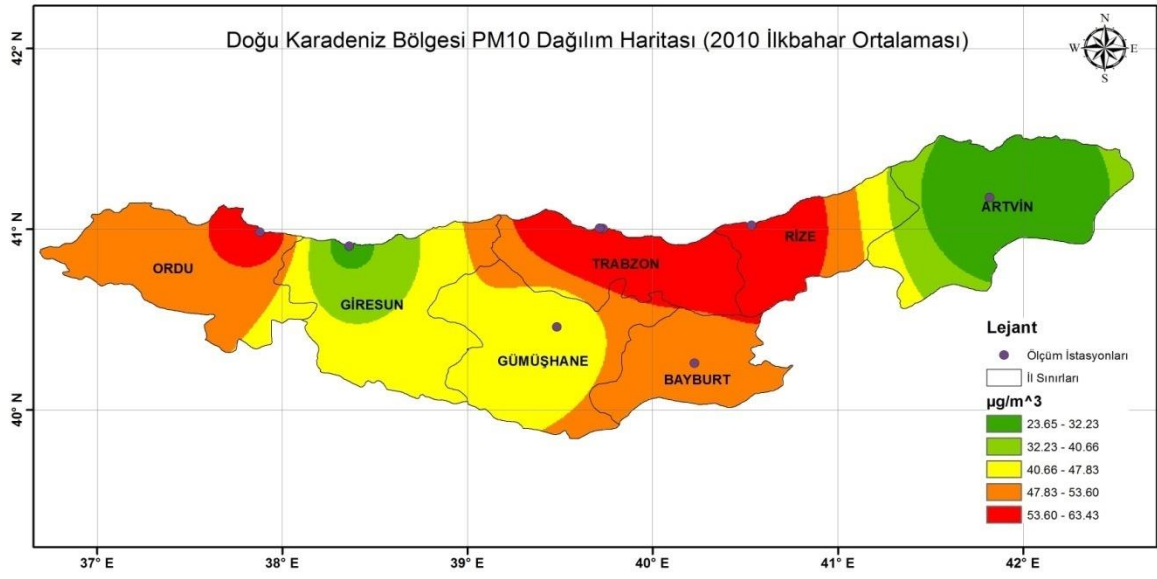 Doğu Karadeniz Bölgesi PM10 Dağılım Haritası (2010 İlkbahar Ortalaması)
N
W E
S
42° N
41° N
40° N
ORDU
GİRESUN
GÜMÜŞHANE
TRABZON
BAYBURT
RİZE
ARTVİN
Lejant
Ölçüm İstasyonları
İl Sınırları
µg/m^3
23.65 - 32.23
32.23 - 40.66
40.66 - 47.83
47.83 - 53.60
53.60 - 63.43
37° E
38° E
39° E
40° E
41° E
42° E